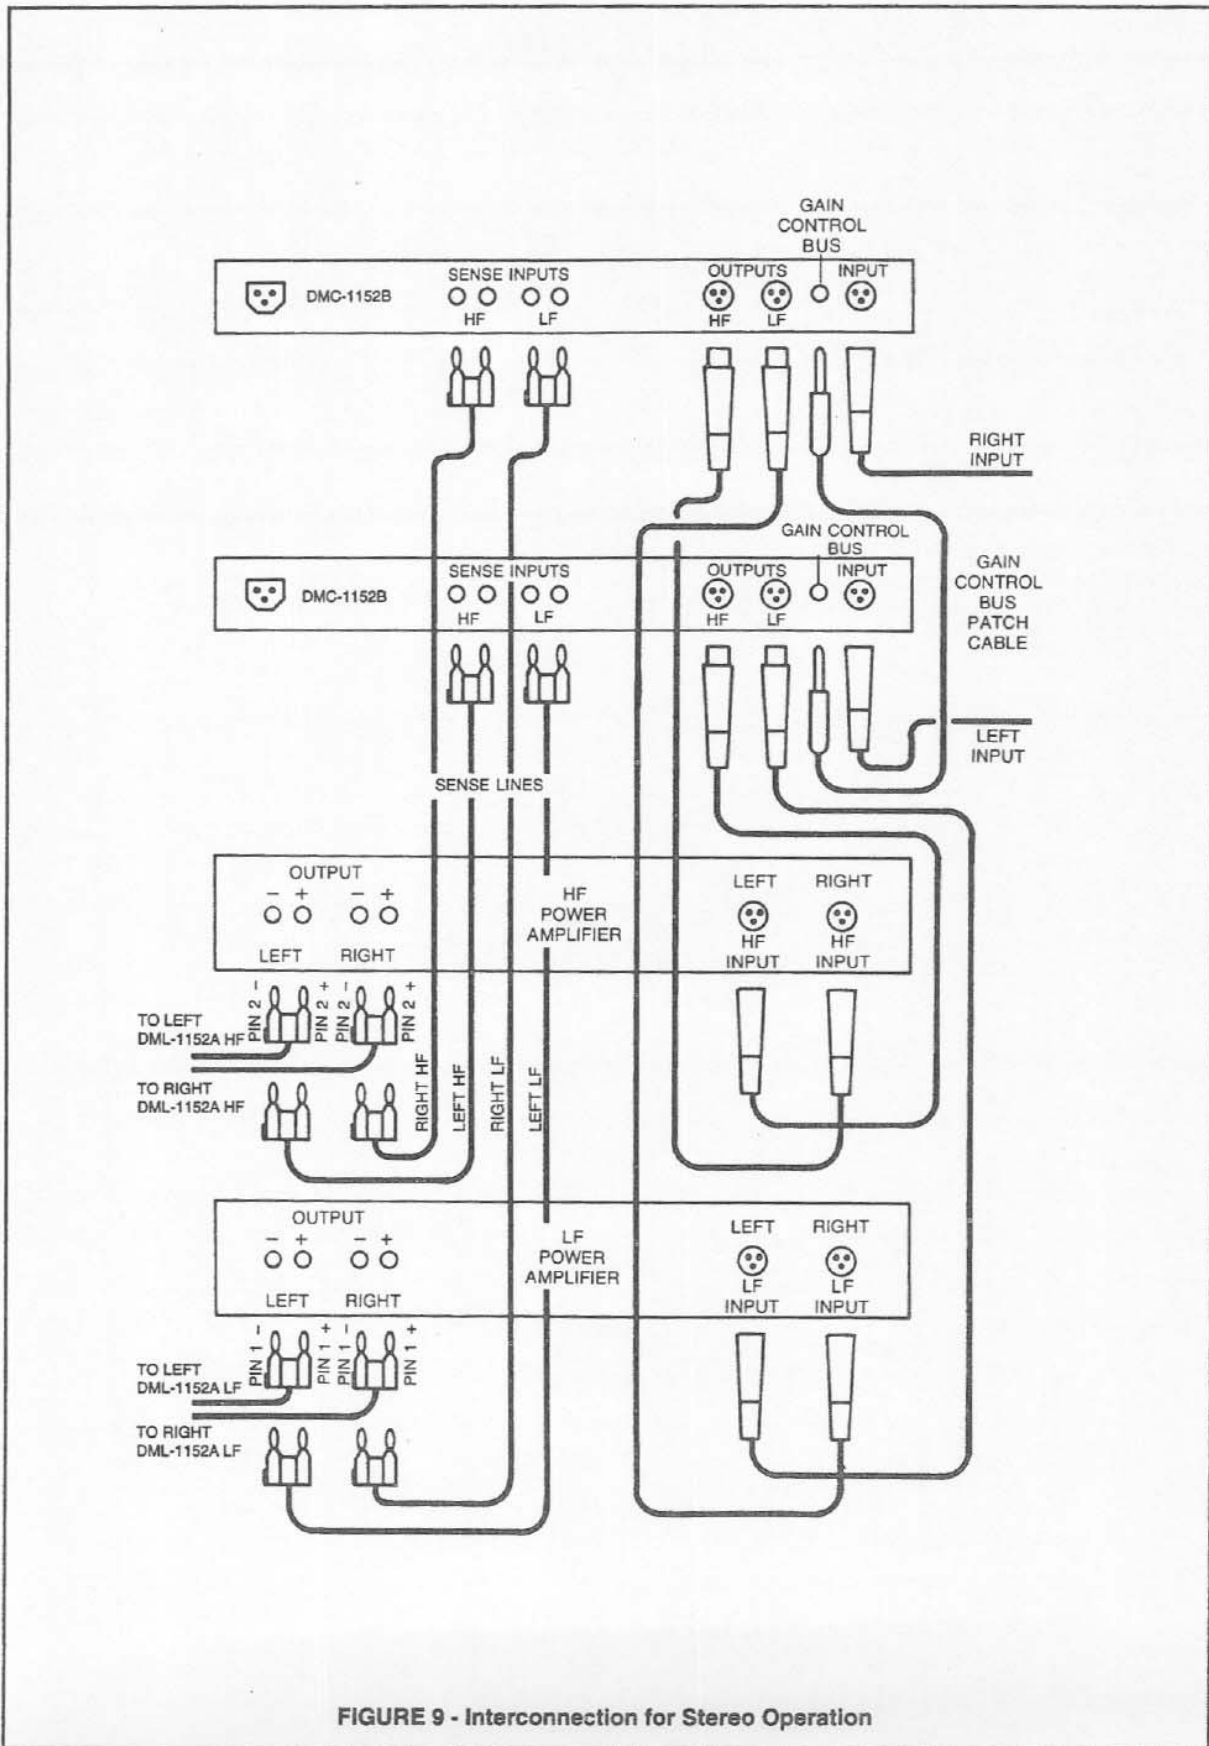 GAIN
CONTROL
BUS
SENSE INPUTS
OUTPUTS
INPUT
DMC-1152B
HF
LF
HF
LF
RIGHT
INPUT
GAIN CONTROL
BUS
SENSE INPUTS
OUTPUTS
INPUT
DMC-1152B
HF
LF
HF
LF
GAIN
CONTROL
BUS
PATCH
CABLE
LEFT
INPUT
SENSE LINES
OUTPUT
- +
- +
LEFT
RIGHT
HF
POWER
AMPLIFIER
LEFT
RIGHT
HF
INPUT
HF
INPUT
PIN 2 -
PIN 2 +
PIN 2 -
PIN 2 +
TO LEFT
DML-1152A HF
TO RIGHT
DML-1152A HF
RIGHT HF
LEFT HF
RIGHT LF
LEFT LF
OUTPUT
- +
- +
LEFT
RIGHT
LF
POWER
AMPLIFIER
LEFT
RIGHT
LF
INPUT
LF
INPUT
PIN 1 -
PIN 1 +
PIN 1 -
PIN 1 +
TO LEFT
DML-1152A LF
TO RIGHT
DML-1152A LF
FIGURE 9 - Interconnection for Stereo Operation